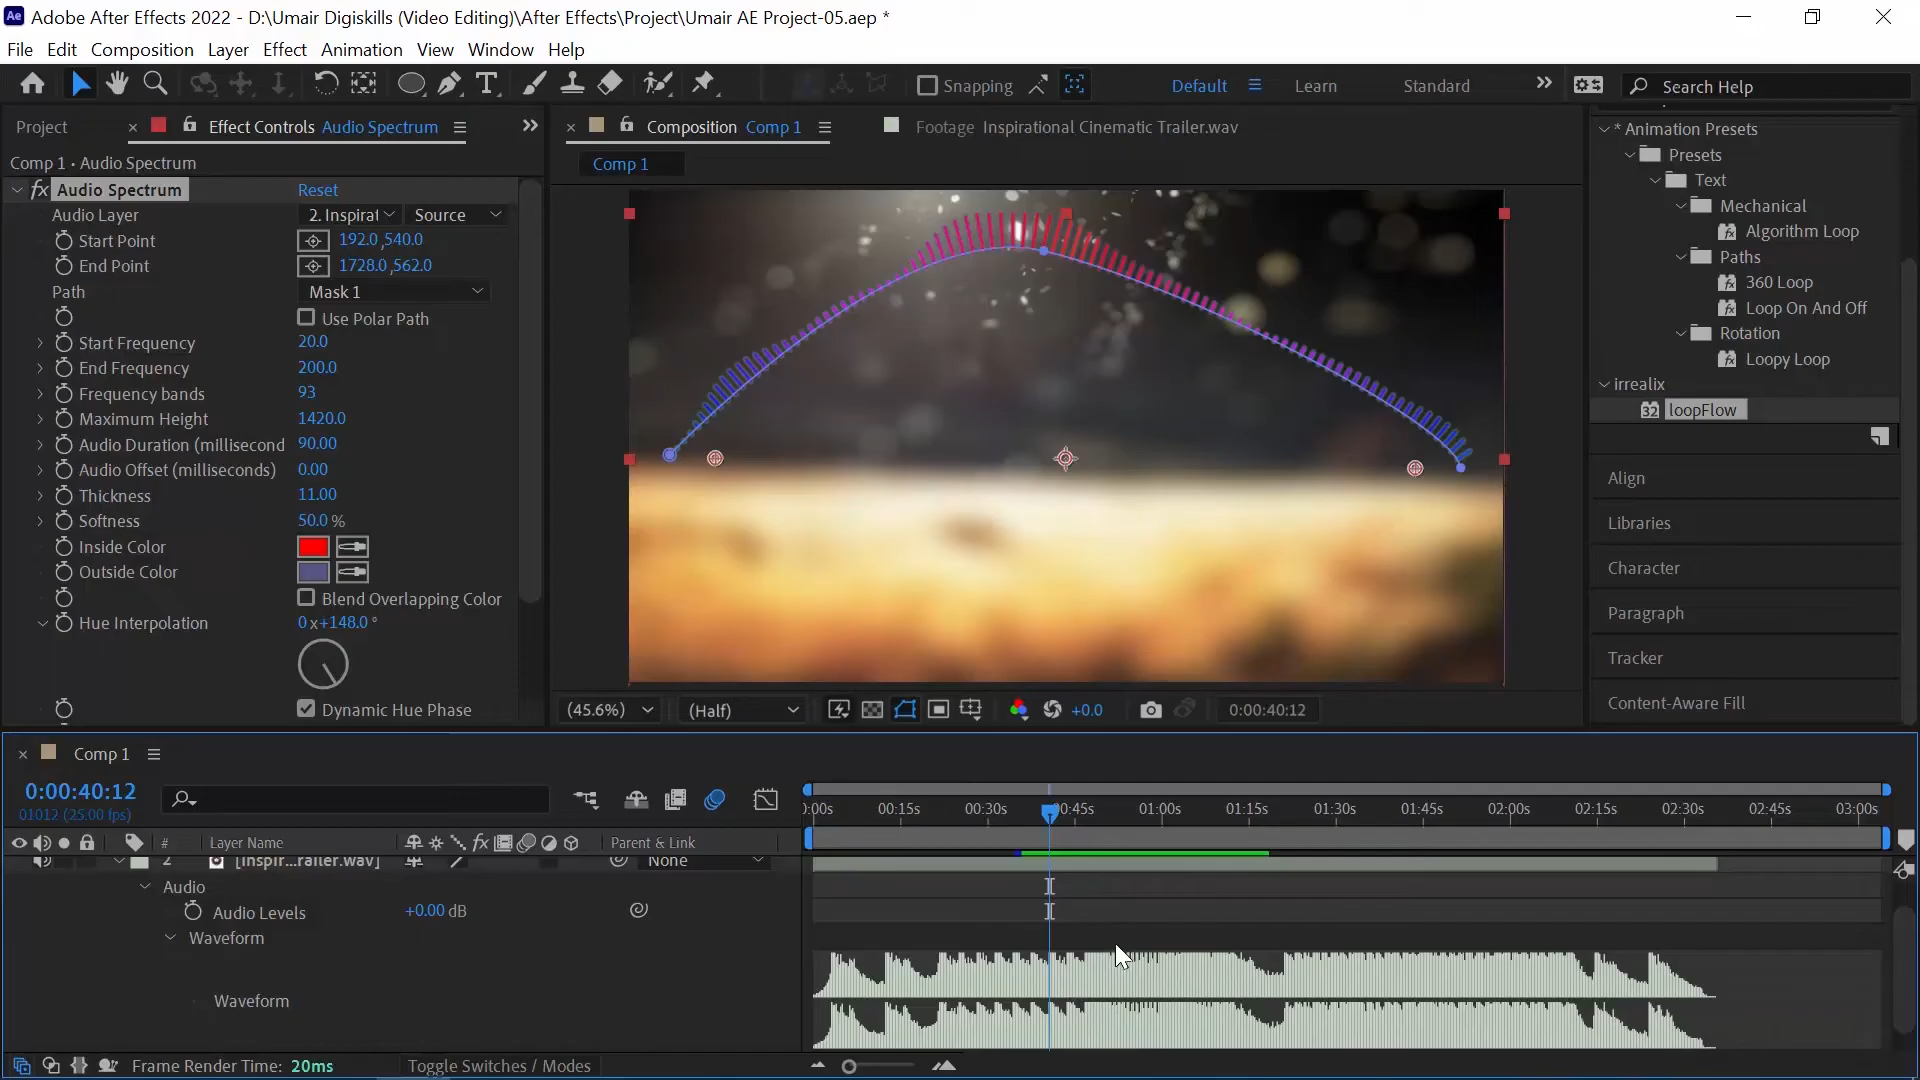 Adobe After Effects 2022 - D:\Umair Digiskills (Video Editing)\After Effects\Project\Umair AE Project-05.aep *
File Edit Composition Layer Effect Animation View Window Help
Snapping Default Learn Standard Search Help
Project Effect Controls Audio Spectrum
Comp 1 • Audio Spectrum
fx Audio Spectrum Reset
Audio Layer 2. Inspirat Source
Start Point 192.0 ,540.0
End Point 1728.0 ,562.0
Path Mask 1
Use Polar Path
Start Frequency 20.0
End Frequency 200.0
Frequency bands 93
Maximum Height 1420.0
Audio Duration (millisecond 90.00
Audio Offset (milliseconds) 0.00
Thickness 11.00
Softness 50.0 %
Inside Color
Outside Color
Blend Overlapping Color
Hue Interpolation 0 x+148.0 °
Dynamic Hue Phase
Composition Comp 1 Footage Inspirational Cinematic Trailer.wav
Comp 1
(45.6%) (Half) +0.0 0:00:40:12
* Animation Presets
Presets
Text
Mechanical
Algorithm Loop
Paths
360 Loop
Loop On And Off
Rotation
Loopy Loop
irrealix
32 loopFlow
Align
Libraries
Character
Paragraph
Tracker
Content-Aware Fill
Comp 1
0:00:40:12
01012 (25.00 fps)
0:00s 00:15s 00:30s 00:45s 01:00s 01:15s 01:30s 01:45s 02:00s 02:15s 02:30s 02:45s 03:00s
# Layer Name fx Parent & Link
2 [Inspir...railer.wav] None
Audio
Audio Levels +0.00 dB
Waveform
Waveform
Frame Render Time: 20ms Toggle Switches / Modes